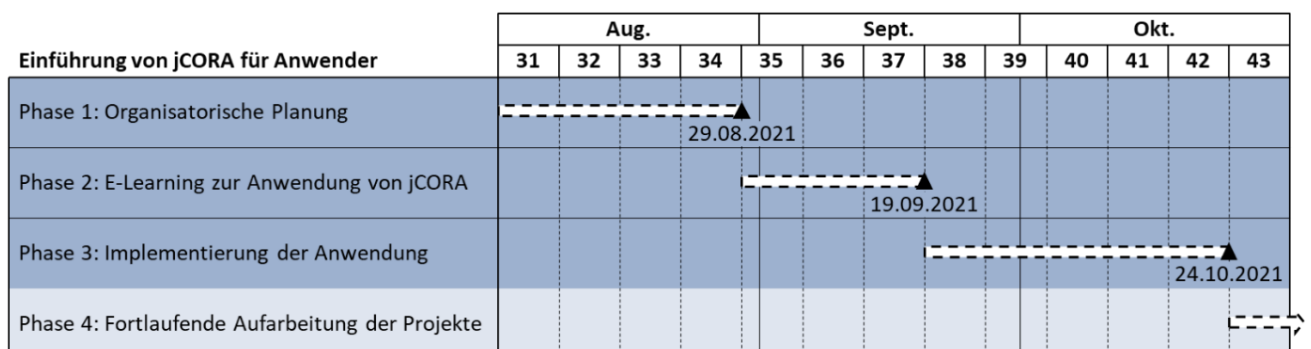 Aug. Sept. Okt.
Einführung von jCORA für Anwender 31 32 33 34 35 36 37 38 39 40 41 42 43
Phase 1: Organisatorische Planung
29.08.2021
Phase 2: E-Learning zur Anwendung von jCORA
19.09.2021
Phase 3: Implementierung der Anwendung
24.10.2021
Phase 4: Fortlaufende Aufarbeitung der Projekte